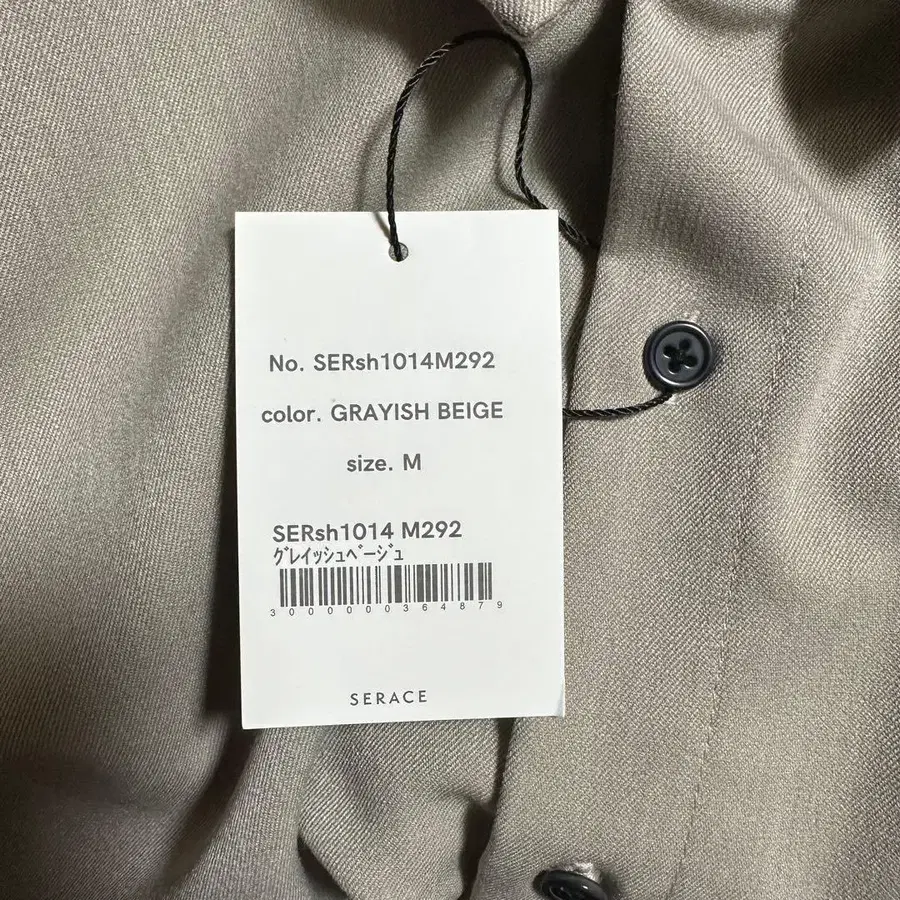 No. SERsh1014M292
color. GRAYISH BEIGE
size. M
SERsh1014 M292
ｸﾞﾚｲｯｼｭﾍﾞｰｼﾞｭ
3000000364879
SERACE